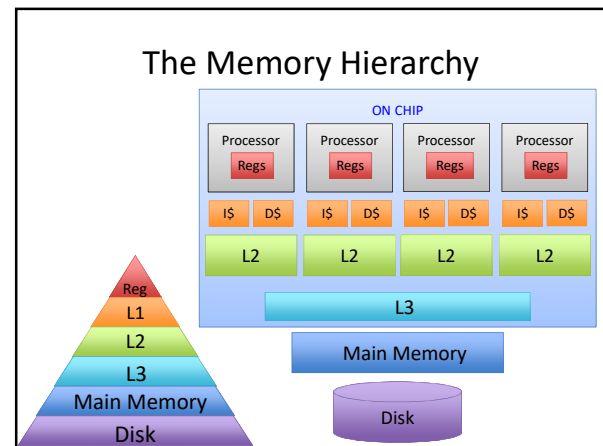 The Memory Hierarchy
ON CHIP
Processor Processor Processor Processor
Regs Regs Regs Regs
I$ D$ I$ D$ I$ D$ I$ D$
L2 L2 L2 L2
L3
Main Memory
Disk
Reg
L1
L2
L3
Main Memory
Disk